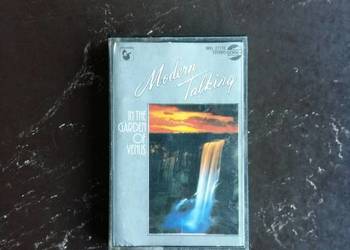 Modern
Talking
IN THE
GARDEN
OF
VENUS